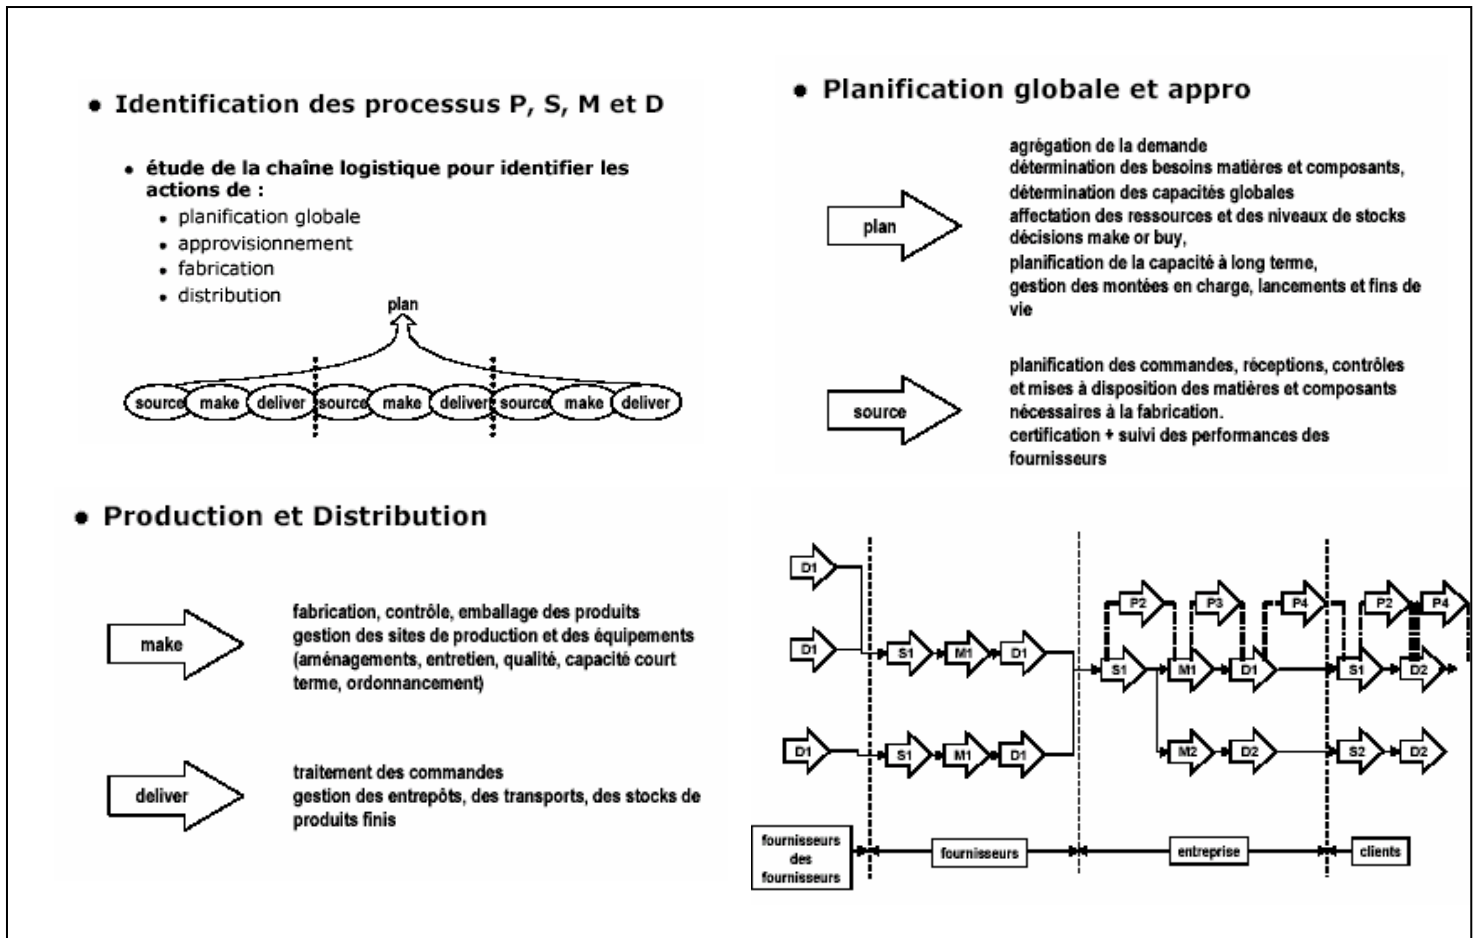 ● Identification des processus P, S, M et D
● étude de la chaîne logistique pour identifier les
actions de :
● planification globale
● approvisionnement
● fabrication
● distribution
plan
source make deliver source make deliver source make deliver
● Planification globale et appro
plan
agrégation de la demande
détermination des besoins matières et composants,
détermination des capacités globales
affectation des ressources et des niveaux de stocks
décisions make or buy,
planification de la capacité à long terme,
gestion des montées en charge, lancements et fins de
vie
source
planification des commandes, réceptions, contrôles
et mises à disposition des matières et composants
nécessaires à la fabrication.
certification + suivi des performances des
fournisseurs
● Production et Distribution
make
fabrication, contrôle, emballage des produits
gestion des sites de production et des équipements
(aménagements, entretien, qualité, capacité court
terme, ordonnancement)
deliver
traitement des commandes
gestion des entrepôts, des transports, des stocks de
produits finis
D1
P2 P3 P4 P2 P4
D1 S1 M1 D1
S1 M1 D1 S1 D2
D1 S1 M1 D1 M2 D2 S2 D2
fournisseurs
des
fournisseurs
fournisseurs
entreprise
clients